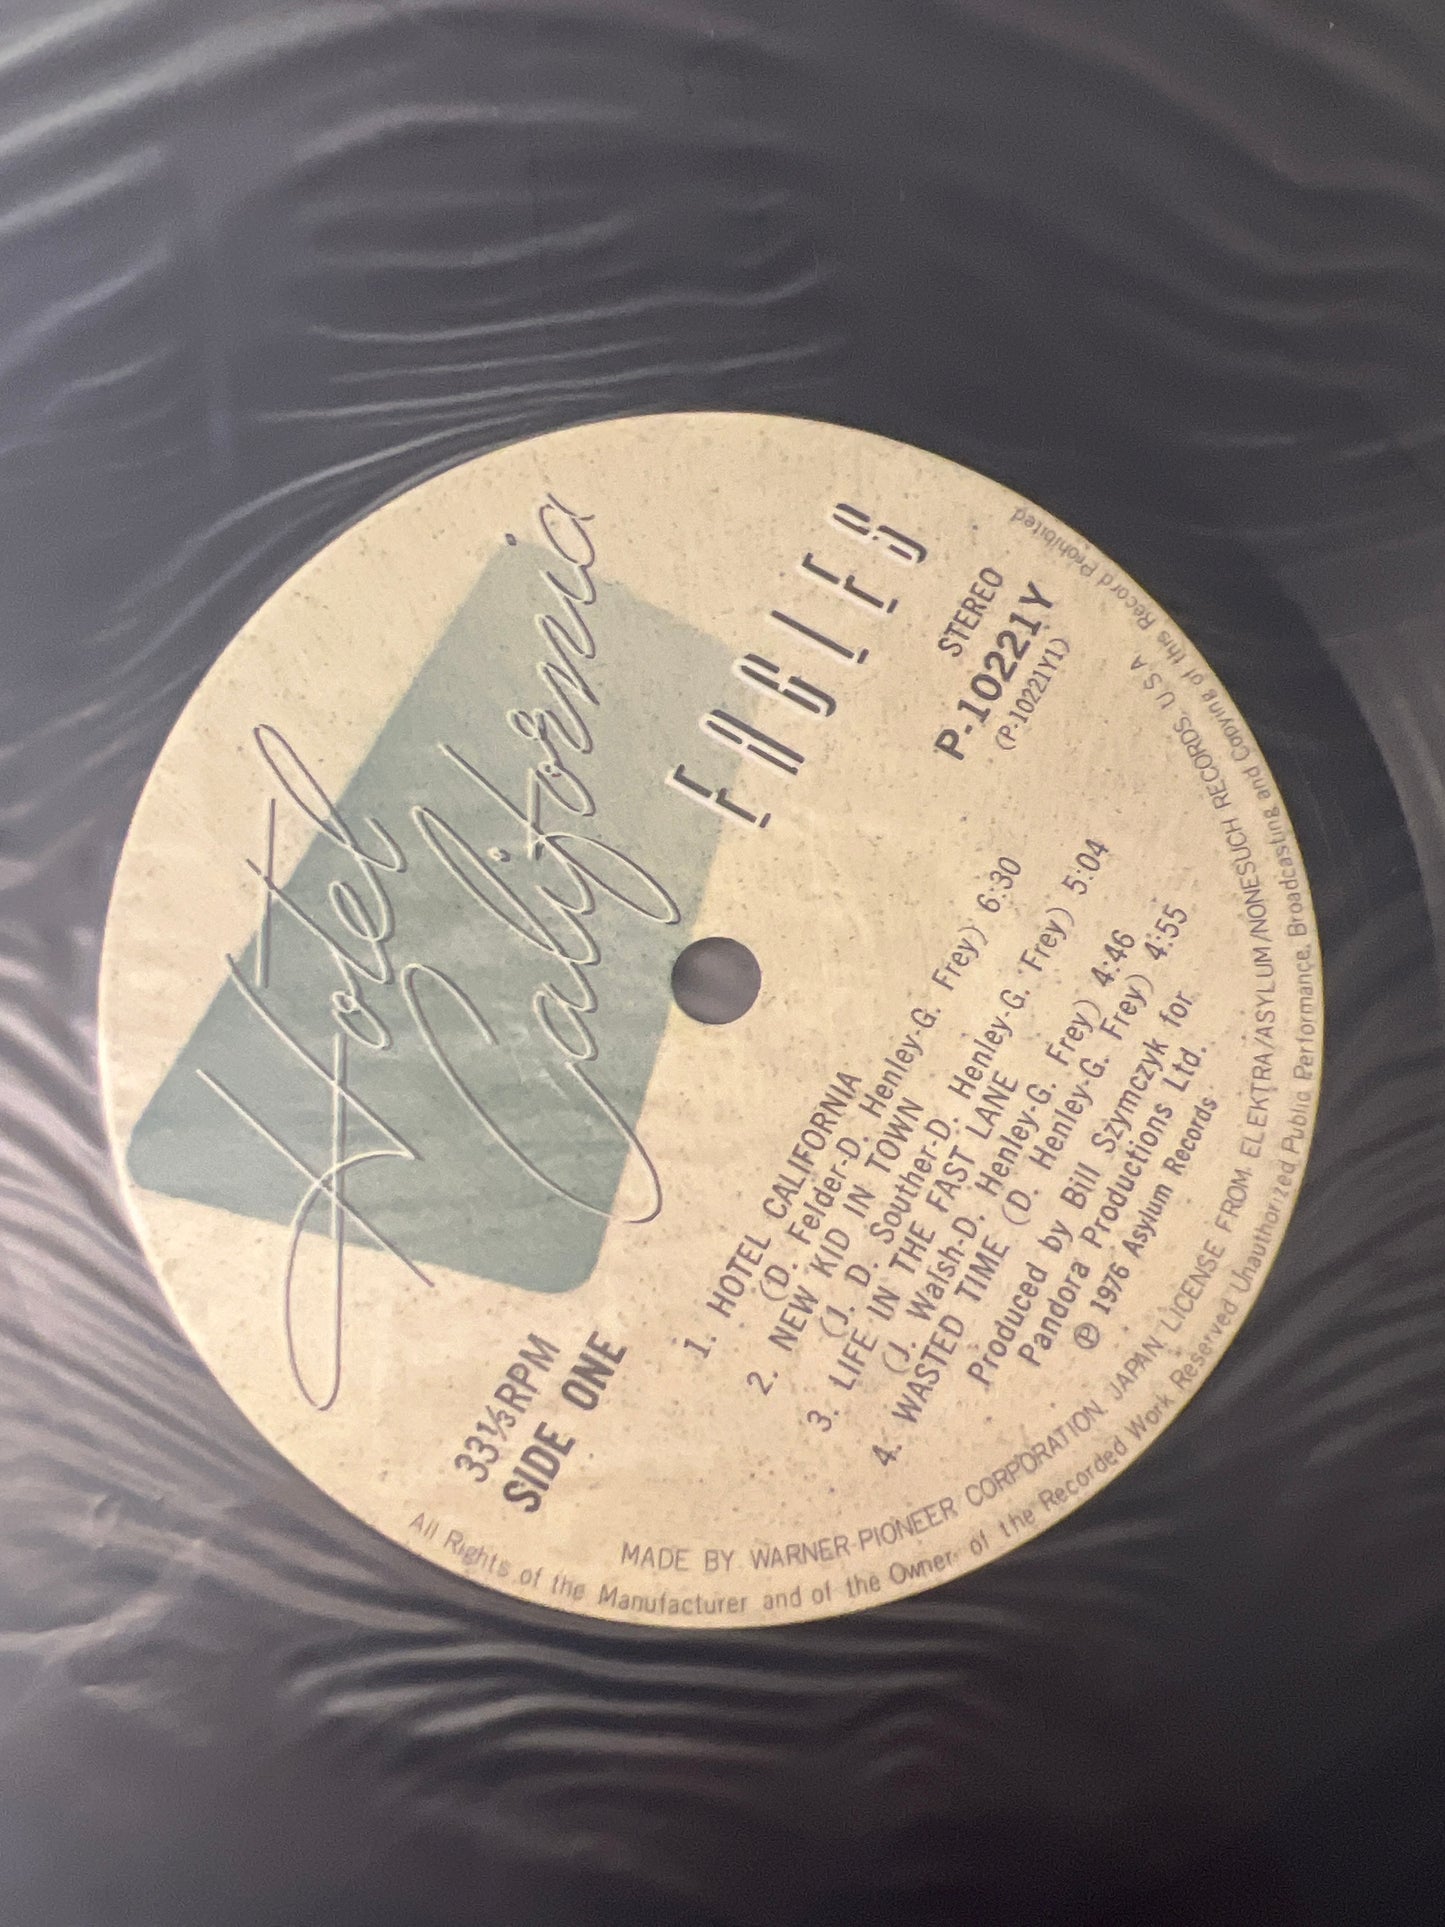 Hotel
California
EAGLES
33⅓RPM
SIDE ONE
STEREO
P-10221Y
(P-10221Y1)
1. HOTEL CALIFORNIA
(D. Felder-D. Henley-G. Frey) 6:30
2. NEW KID IN TOWN
(J. D. Souther-D. Henley-G. Frey) 5:04
3. LIFE IN THE FAST LANE
(J. Walsh-D. Henley-G. Frey) 4:46
4. WASTED TIME (D. Henley-G. Frey) 4:55
Produced by Bill Szymczyk for
Pandora Productions Ltd.
℗ 1976 Asylum Records
MADE BY WARNER-PIONEER CORPORATION. JAPAN, LICENSE FROM ELEKTRA/ASYLUM/NONESUCH RECORDS, U.S.A.
All Rights of the Manufacturer and of the Owner of the Recorded Work Reserved Unauthorized Public Performance. Broadcasting and Copying of this Record Prohibited